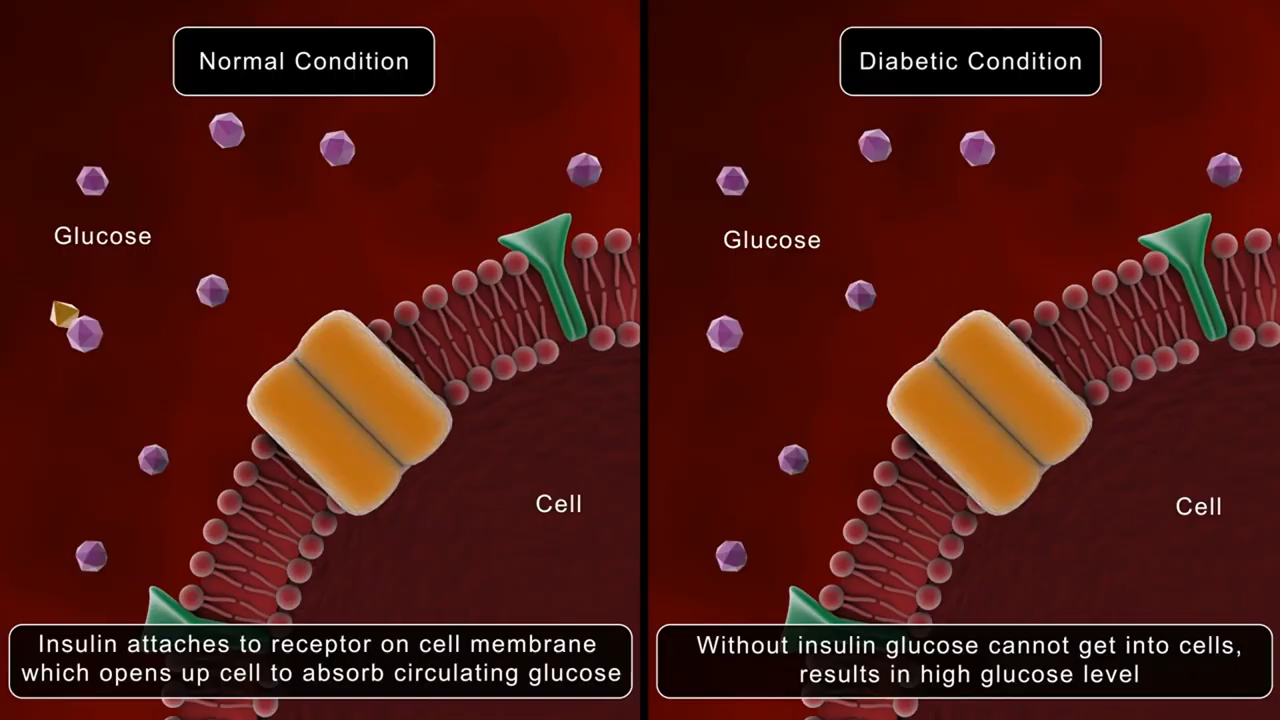 Normal Condition
Glucose
Cell
Insulin attaches to receptor on cell membrane
which opens up cell to absorb circulating glucose
Diabetic Condition
Glucose
Cell
Without insulin glucose cannot get into cells,
results in high glucose level